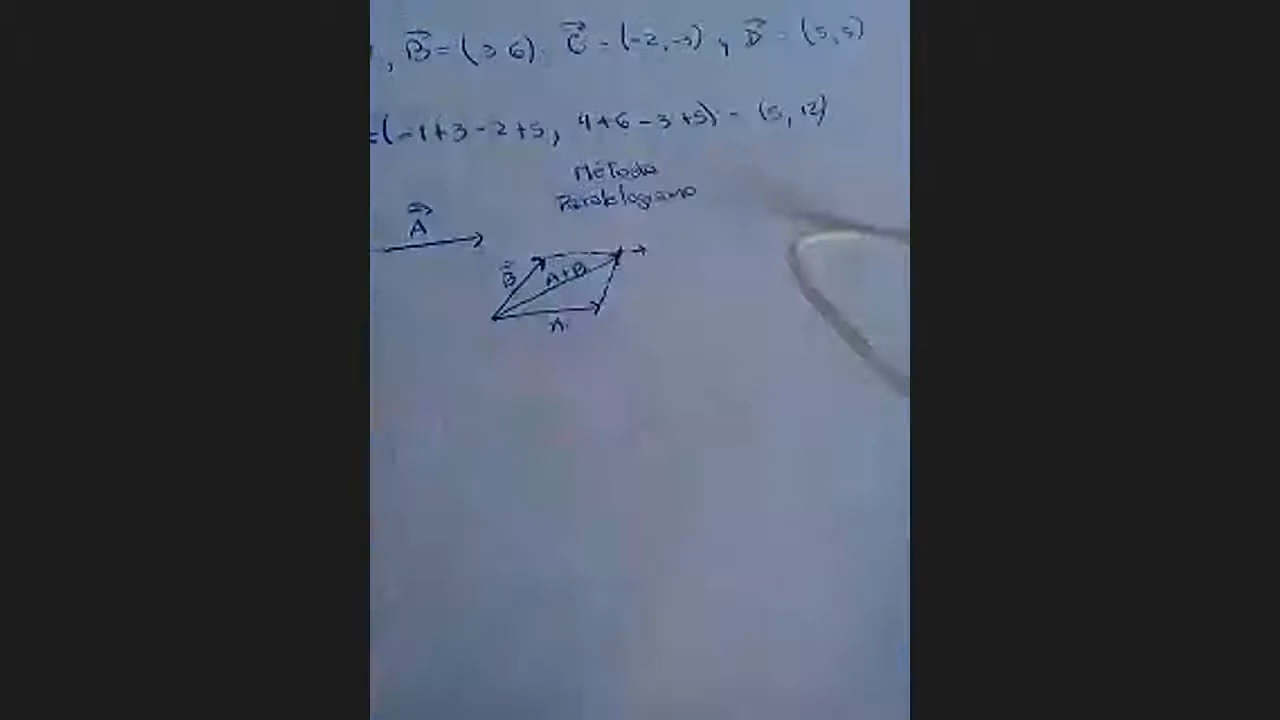 , B⃗ = (3, 6), C⃗ = (-2, -3), y D⃗ = (5, 5)
=(-1+3-2+5, 4+6-3+5) = (5, 12)
Método
Paralelogramo
A⃗
B⃗
A+B
A